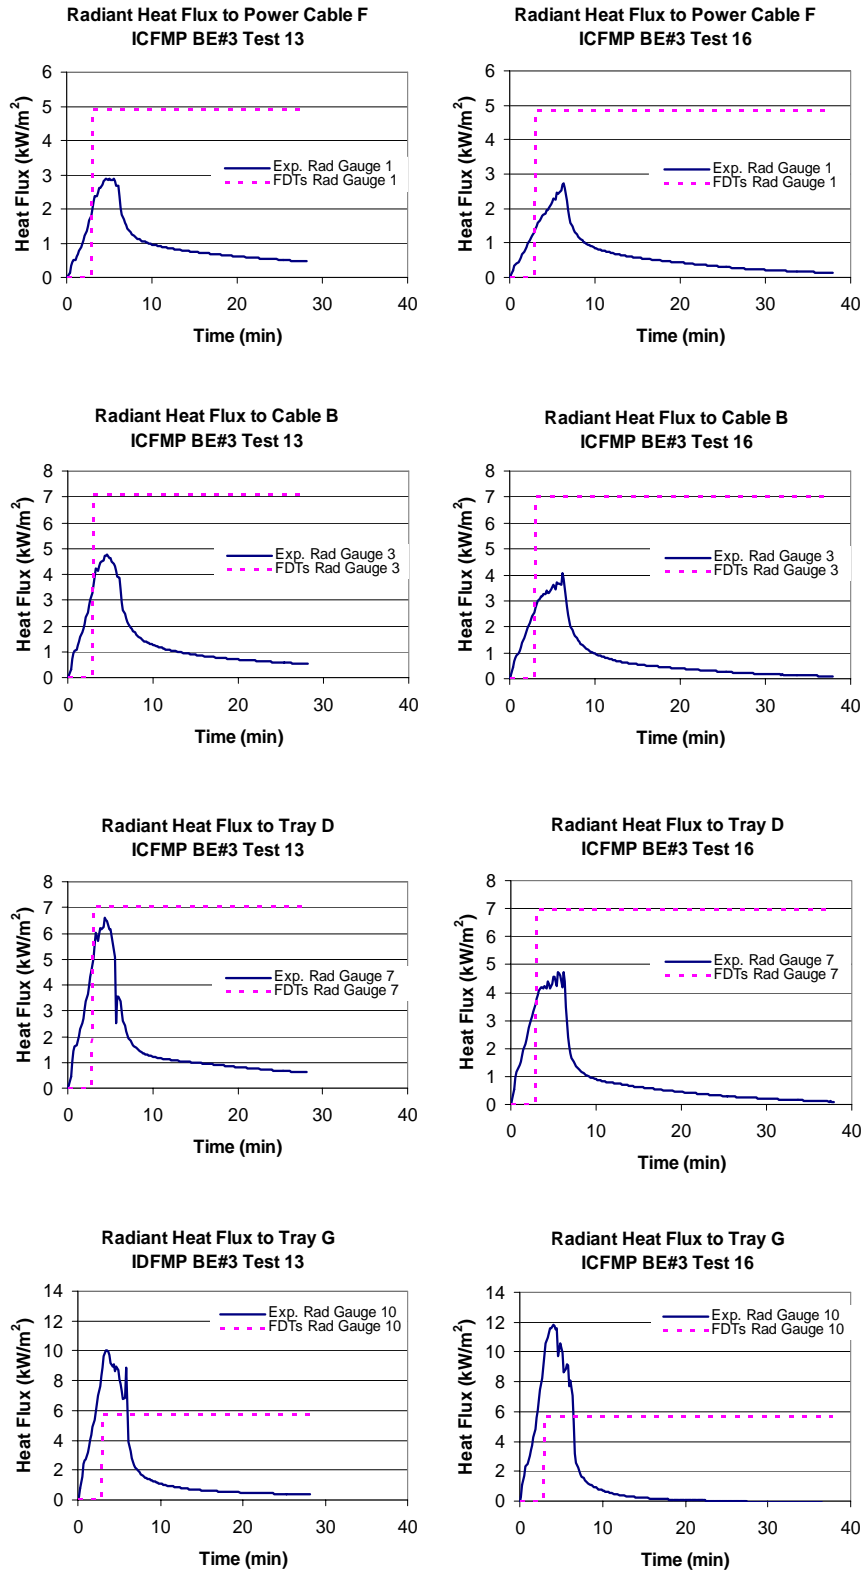 Radiant Heat Flux to Power Cable F
ICFMP BE#3 Test 13
Heat Flux (kW/m²)
6
5
4
3
2
1
0
Exp. Rad Gauge 1
FDTs Rad Gauge 1
0 10 20 30 40
Time (min)
Radiant Heat Flux to Power Cable F
ICFMP BE#3 Test 16
Heat Flux (kW/m²)
6
5
4
3
2
1
0
Exp. Rad Gauge 1
FDTs Rad Gauge 1
0 10 20 30 40
Time (min)
Radiant Heat Flux to Cable B
ICFMP BE#3 Test 13
Heat Flux (kW/m²)
8
7
6
5
4
3
2
1
0
Exp. Rad Gauge 3
FDTs Rad Gauge 3
0 10 20 30 40
Time (min)
Radiant Heat Flux to Cable B
ICFMP BE#3 Test 16
Heat Flux (kW/m²)
8
7
6
5
4
3
2
1
0
Exp. Rad Gauge 3
FDTs Rad Gauge 3
0 10 20 30 40
Time (min)
Radiant Heat Flux to Tray D
ICFMP BE#3 Test 13
Heat Flux (kW/m²)
8
7
6
5
4
3
2
1
0
Exp. Rad Gauge 7
FDTs Rad Gauge 7
0 10 20 30 40
Time (min)
Radiant Heat Flux to Tray D
ICFMP BE#3 Test 16
Heat Flux (kW/m²)
8
7
6
5
4
3
2
1
0
Exp. Rad Gauge 7
FDTs Rad Gauge 7
0 10 20 30 40
Time (min)
Radiant Heat Flux to Tray G
IDFMP BE#3 Test 13
Heat Flux (kW/m²)
14
12
10
8
6
4
2
0
Exp. Rad Gauge 10
FDTs Rad Gauge 10
0 10 20 30 40
Time (min)
Radiant Heat Flux to Tray G
ICFMP BE#3 Test 16
Heat Flux (kW/m²)
14
12
10
8
6
4
2
0
Exp. Rad Gauge 10
FDTs Rad Gauge 10
0 10 20 30 40
Time (min)